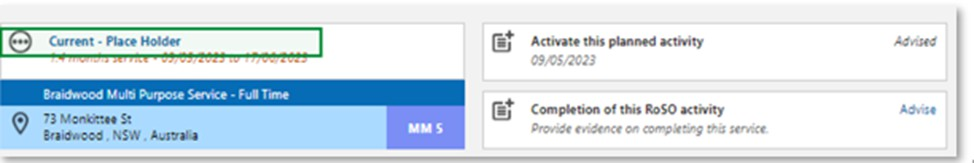 Current - Place Holder
1.4 months service - 09/05/2023 to 17/06/2023
Braidwood Multi Purpose Service - Full Time
73 Monkittee St
Braidwood , NSW , Australia
MM 5
Activate this planned activity
Advised
09/05/2023
Completion of this RoSO activity
Advise
Provide evidence on completing this service.